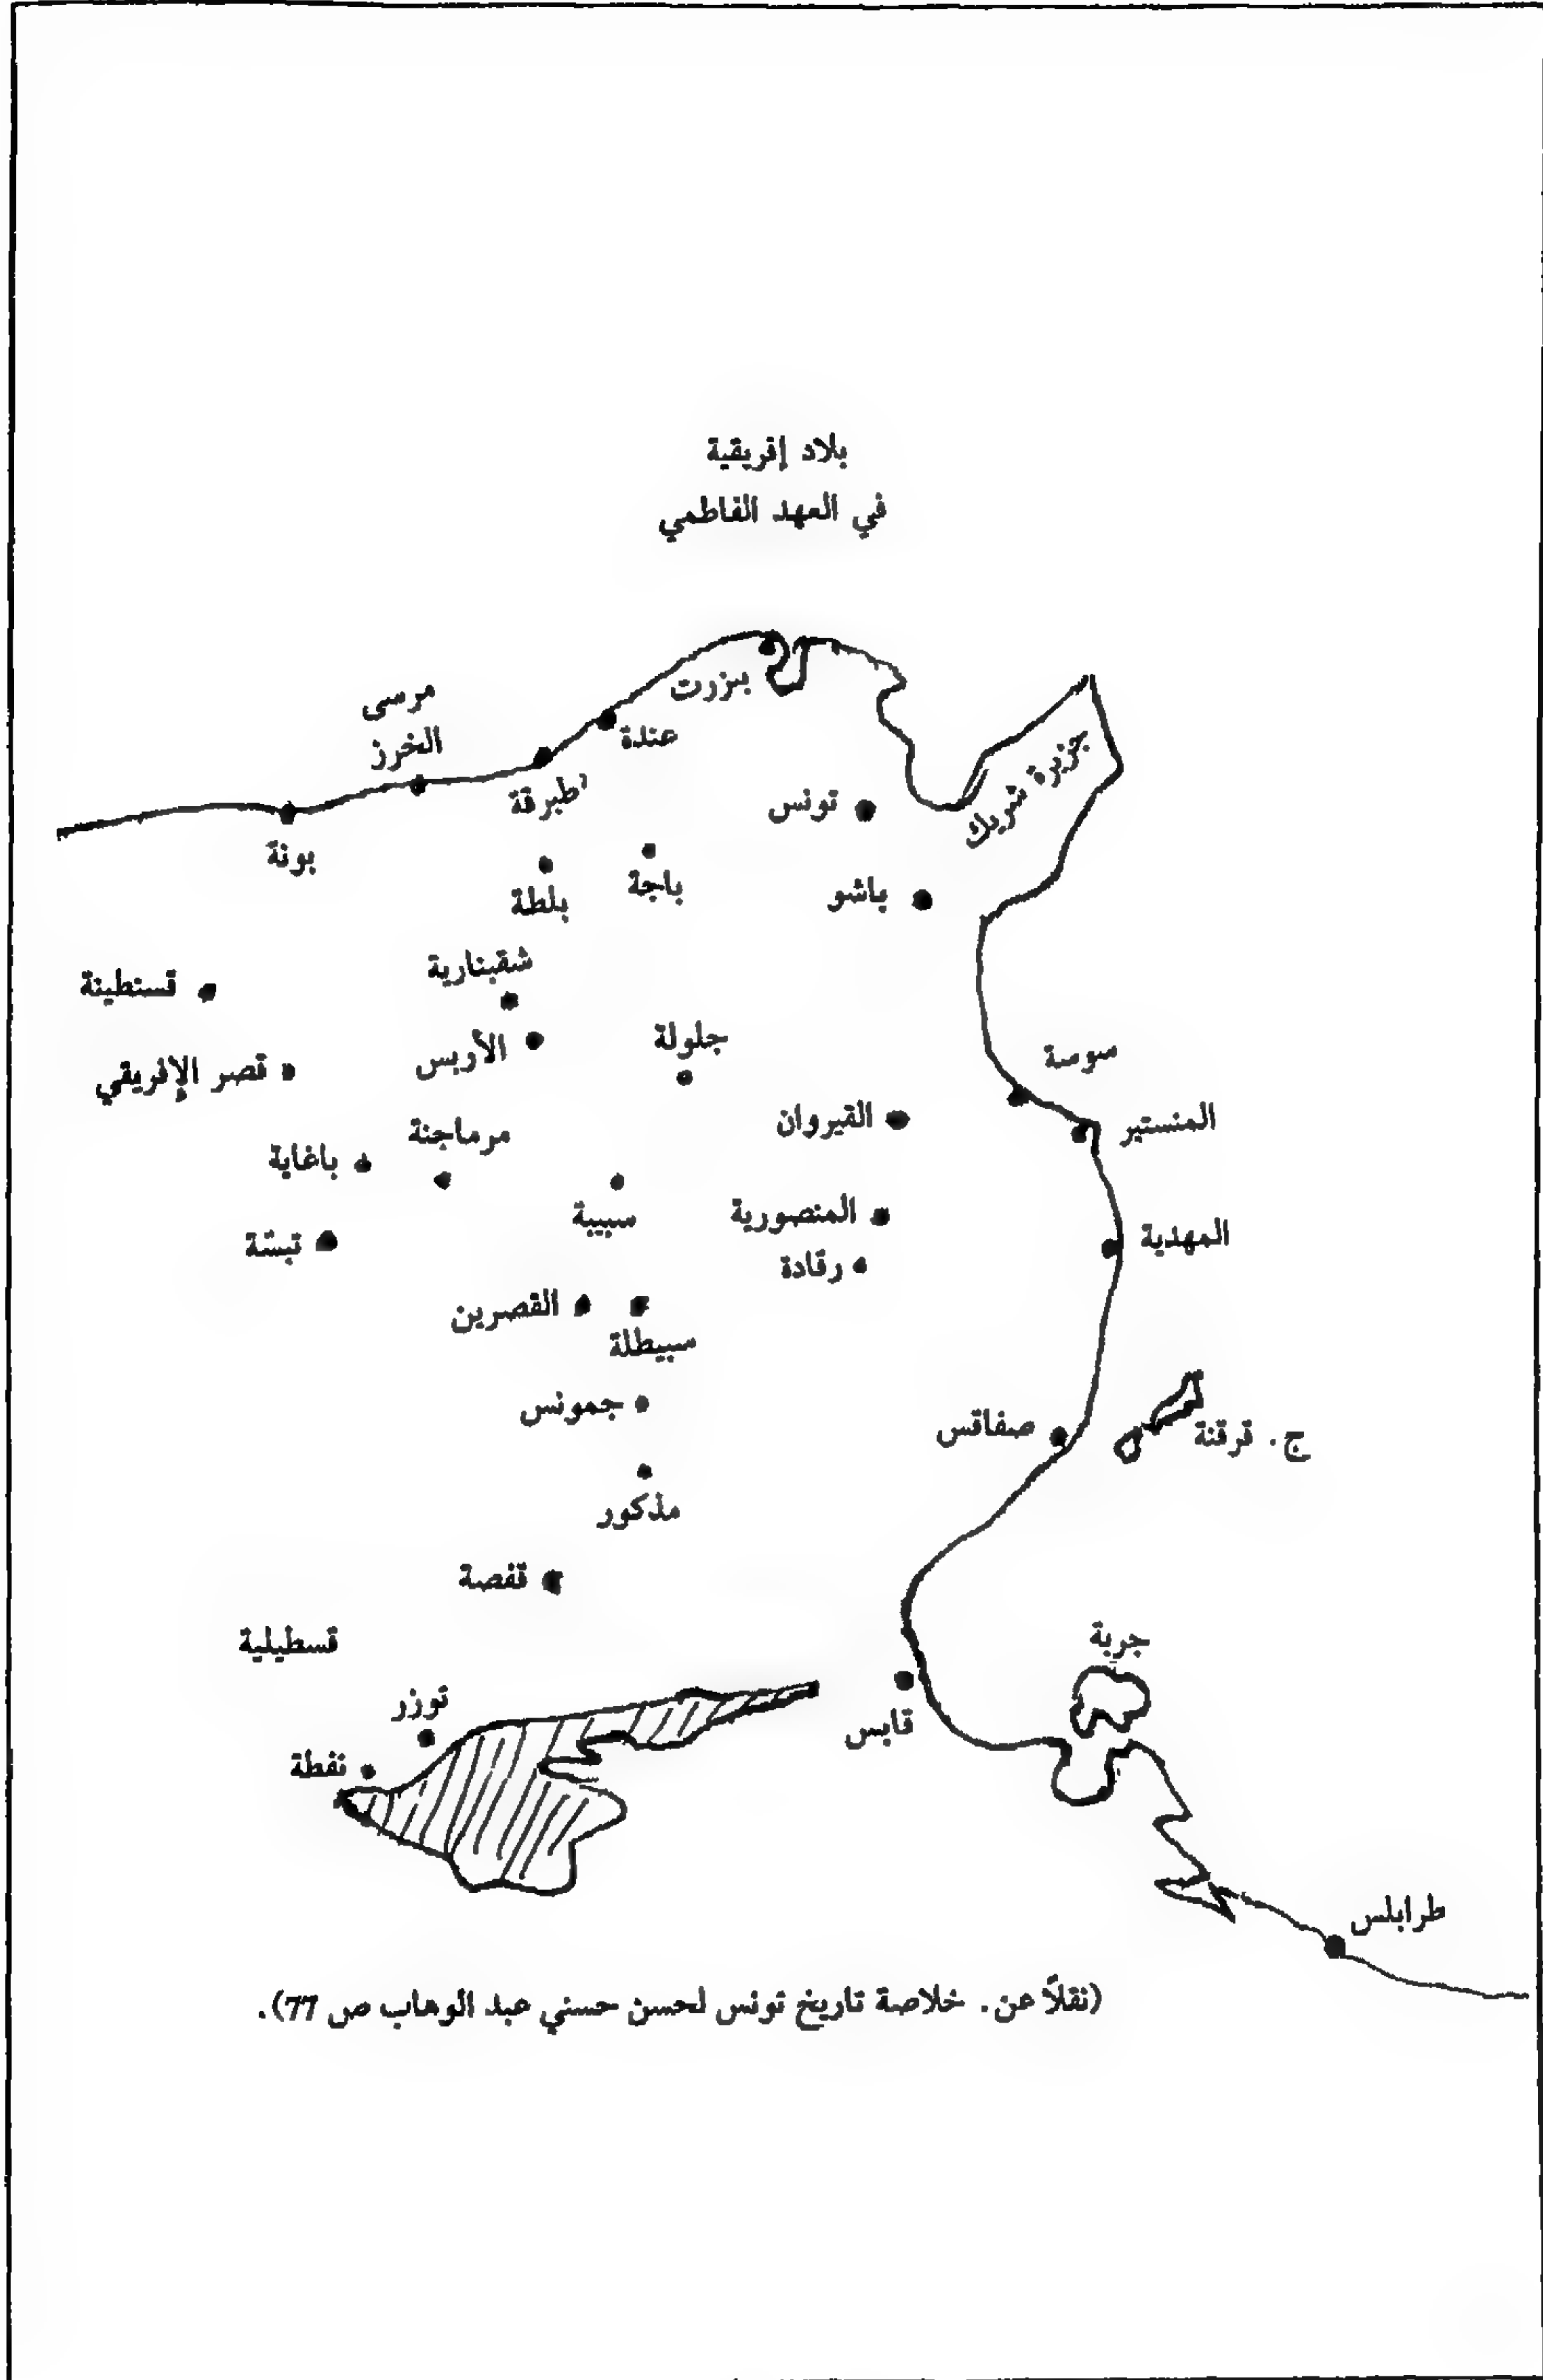 بلاد إفريقية
في العهد الفاطمي
بنزرت
مرسى
الخرز
عندة
طبرقة
جزيرة شريك
تونس
بونة
باجة
بلطة
باشو
شقبنارية
قسنطينة
الأربس
جلولة
سوسة
قصر الإفريقي
القيروان
المنستير
مرماجنة
باغاية
سبيبة
المنصورية
المهدية
تبسّة
رقادة
القصرين
سبيطلة
جمونس
صفاقس
ج. قرقنة
مذكور
قفصة
قسطيلية
جربة
توزر
قابس
نفطة
طرابلس
(نقلاً عن. خلاصة تاريخ تونس لحسن حسني عبد الوهاب ص 77).